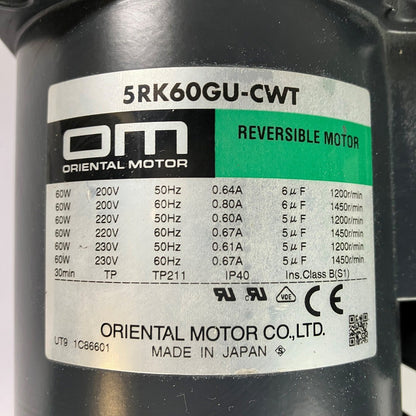 5RK60GU-CWT
OM
ORIENTAL MOTOR
REVERSIBLE MOTOR
60W 200V 50Hz 0.64A 6μF 1200r/min
60W 200V 60Hz 0.80A 6μF 1450r/min
60W 220V 50Hz 0.60A 5μF 1200r/min
60W 220V 60Hz 0.67A 5μF 1450r/min
60W 230V 50Hz 0.61A 5μF 1200r/min
60W 230V 60Hz 0.67A 5μF 1450r/min
30min TP TP211 IP40 Ins.Class B(S1)
VDE CE
ORIENTAL MOTOR CO.,LTD.
UT9 1C86601 MADE IN JAPAN S